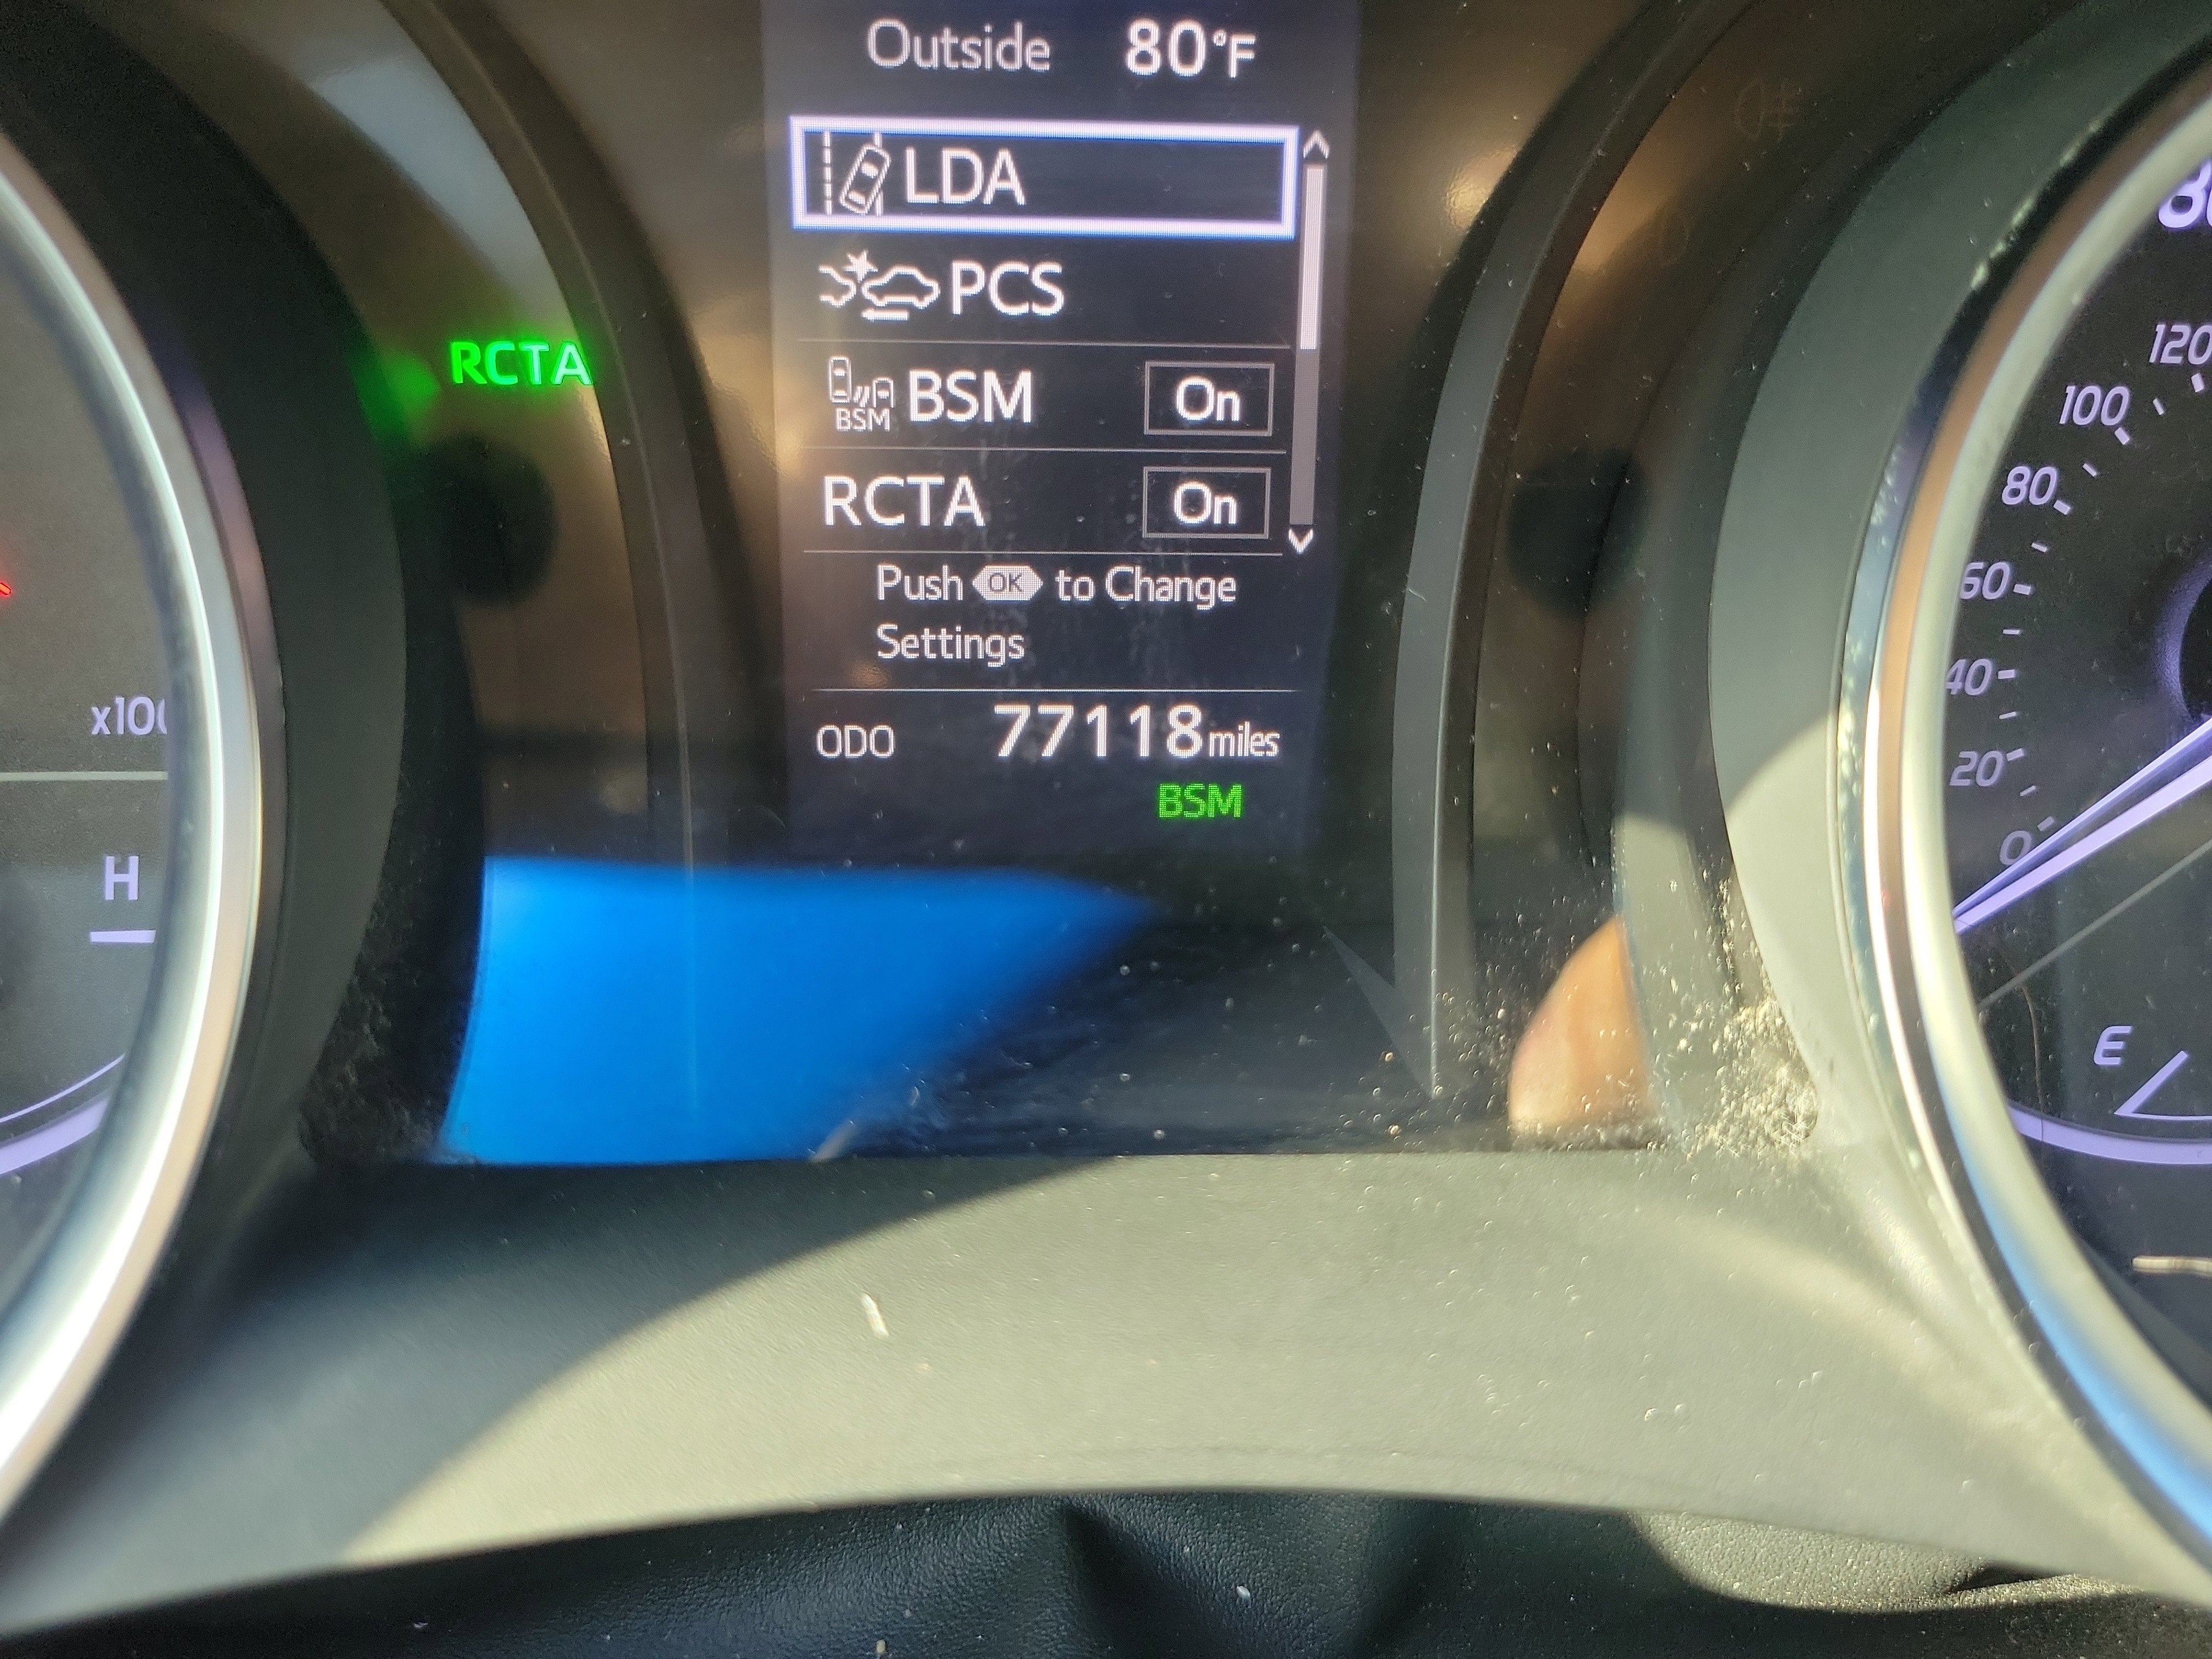 Outside 80°F
LDA
PCS
BSM BSM On
RCTA On
RCTA
Push OK to Change
Settings
ODO 77118 miles
BSM
H
120
100
80
60
40
20
0
E